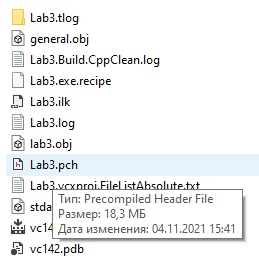 Lab3.tlog
general.obj
Lab3.Build.CppClean.log
Lab3.exe.recipe
Lab3.ilk
Lab3.log
lab3.obj
Lab3.pch
Lab3.vcxproj.FileListAbsolute.txt
Тип: Precompiled Header File
Размер: 18,3 МБ
Дата изменения: 04.11.2021 15:41
stda
vc14
vc142.pdb